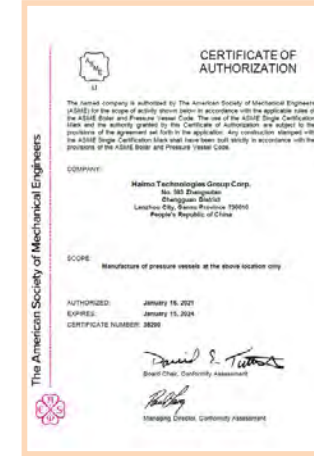 CERTIFICATE OF
AUTHORIZATION
ASME
U
The named company is authorized by The American Society of Mechanical Engineers
(ASME) for the scope of activity shown below in accordance with the applicable rules of
the ASME Boiler and Pressure Vessel Code. The use of the ASME Single Certification
Mark and the authority granted by this Certificate of Authorization are subject to the
provisions of the agreement set forth in the application. Any construction stamped with
the ASME Single Certification Mark shall have been built strictly in accordance with the
provisions of the ASME Boiler and Pressure Vessel Code.
COMPANY:
Haimo Technologies Group Corp.
No. 593 Zhangsutan
Chengguan District
Lanzhou City, Gansu Province 730010
People's Republic of China
SCOPE:
Manufacture of pressure vessels at the above location only
AUTHORIZED: January 16, 2021
EXPIRES: January 15, 2024
CERTIFICATE NUMBER:
Board Chair, Conformity Assessment
Managing Director, Conformity Assessment
The American Society of Mechanical Engineers